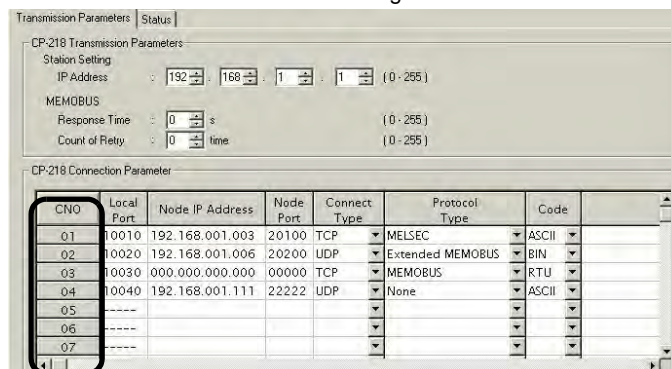 Transmission Parameters Status
CP-218 Transmission Parameters
Station Setting
IP Address : 192 . 168 . 1 . 1 ( 0 - 255 )
MEMOBUS
Response Time : 0 s ( 0 - 255 )
Count of Retry : 0 time ( 0 - 255 )
CP-218 Connection Parameter
CNO Local Port Node IP Address Node Port Connect Type Protocol Type Code
01 10010 192.168.001.003 20100 TCP MELSEC ASCII
02 10020 192.168.001.006 20200 UDP Extended MEMOBUS BIN
03 10030 000.000.000.000 00000 TCP MEMOBUS RTU
04 10040 192.168.001.111 22222 UDP None ASCII
05 -----
06 -----
07 -----